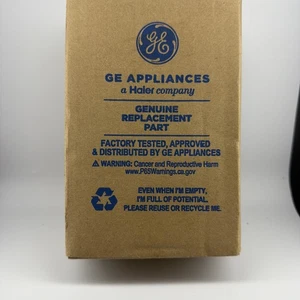 GE
GE APPLIANCES
a Haier company
GENUINE
REPLACEMENT
PART
FACTORY TESTED, APPROVED
& DISTRIBUTED BY GE APPLIANCES
⚠ WARNING: Cancer and Reproductive Harm
www.P65Warnings.ca.gov
EVEN WHEN I'M EMPTY,
I'M FULL OF POTENTIAL.
PLEASE REUSE OR RECYCLE ME.